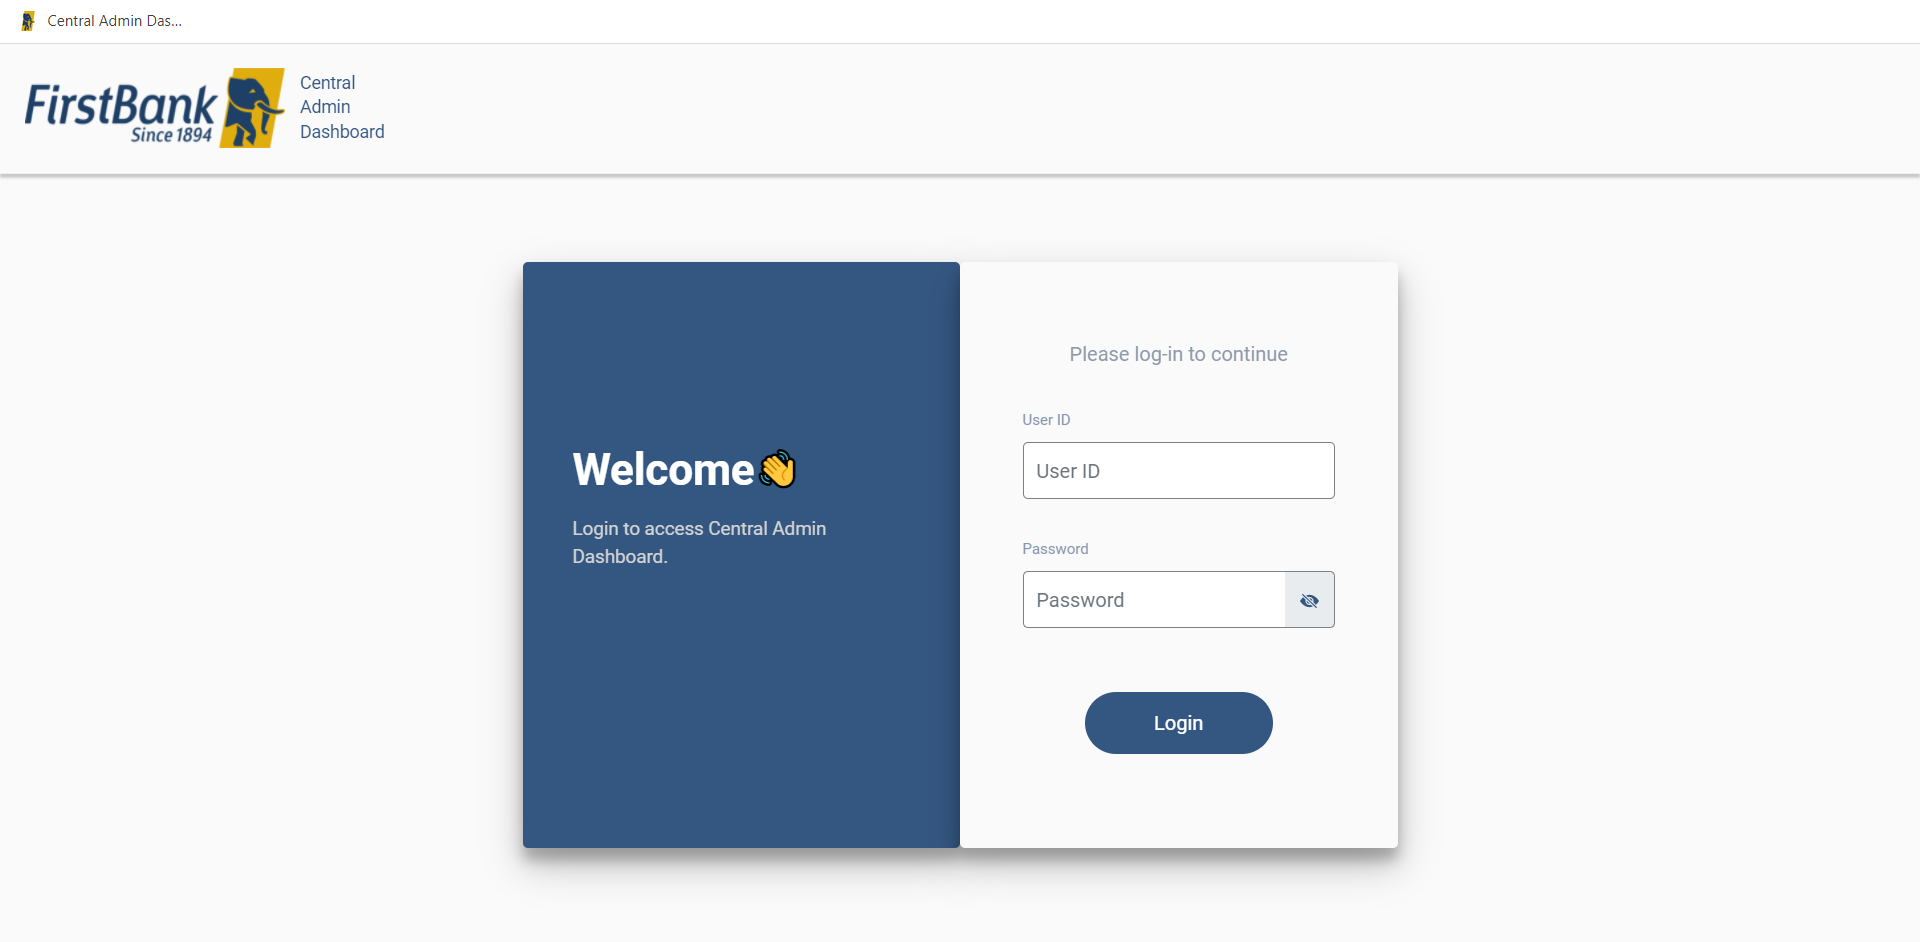 Central Admin Das...
FirstBank
Since 1894
Central
Admin
Dashboard
Welcome👋
Login to access Central Admin
Dashboard.
Please log-in to continue
User ID
User ID
Password
Password
Login